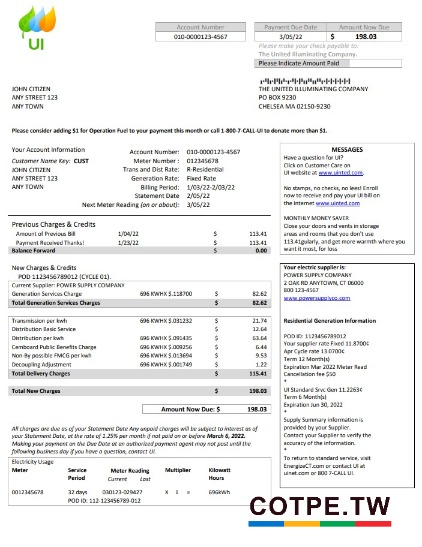 UI
Account Number
010-0000123-4567
Payment Due Date Amount Now Due
3/05/22 $ 198.03
Please make your check payable to:
The United Illuminating Company
Please Indicate Amount Paid
JOHN CITIZEN
ANY STREET 123
ANY TOWN
THE UNITED ILLUMINATING COMPANY
PO BOX 9230
CHELSEA MA 02150-9230
Please consider adding $1 for Operation Fuel to your payment this month or call 1-800-7-CALL-UI to donate more than $1.
Your Account Information
Customer Name Key: CUST
JOHN CITIZEN
ANY STREET 123
ANY TOWN
Account Number: 010-0000123-4567
Meter Number : 012345678
Trans and Dist Rate: R-Residential
Generation Rate: Fixed Rate
Billing Period: 1/03/22-2/03/22
Statement Date 2/05/22
Next Meter Reading (on or about): 3/05/22
Previous Charges & Credits
Amount of Previous Bill 1/04/22 $ 113.41
Payment Received Thanks! 1/23/22 $ 113.41
Balance Forward $ 0.00
New Charges & Credits
POD 1123456789012 (CYCLE 01).
Current Supplier: POWER SUPPLY COMPANY
Generation Services Charge 696 KWHX $.118700 $ 82.62
Total Generation Services Charges $ 82.62
Transmission per kwh 696 KWHX $.031232 $ 21.74
Distribution Basic Service $ 12.64
Distribution per kwh 696 KWHX $.091435 $ 63.64
Combined Public Benefits Charge 696 KWHX $.009256 $ 6.44
Non-By possible FMCG per kwh 696 KWHX $.013694 $ 9.53
Decoupling Adjustment 696 KWHX $.001749 $ 1.22
Total Delivery Charges $ 115.41
Total New Charges $ 198.03
Amount Now Due: $ 198.03
All charges are due as of your Statement Date Any unpaid charges will be subject to interest as of
your Statement Date, at the rate of 1.25% per month if not paid on or before March 6, 2022.
Making your payment on the Due Date at an authorized payment agent may not post until the
following business day if you have a question, contact UI.
Electricity Usage
Meter Service Period Meter Reading Current Last Multiplier Kilowatt Hours
0012345678 32 days 030123-029427 X 1 = 696kWh
POD ID: 112-123456789-012
MESSAGES
Have a question for UI?
Click on Customer Care on
UI website at www.uinted.com.
No stamps, no checks, no lees! Enroll
now to receive and pay your UI bill on
the Internet www.uinted.com
MONTHLY MONEY SAVER
Close your doors and vents in storage
areas and rooms that you don't use
113.41gularly, and get more warmth where you
want it most, for loss
Your electric supplier is:
POWER SUPPLY COMPANY
2 OAK RD ANYTOWN, CT 06000
800 123-4567
www.powersupplyco.com
Residential Generation Information
POD ID: 1123456789012
Your supplier rate Fixed 11.8700¢
Apr Cycle rate 13.0700¢
Term 12 Month(s)
Expiration Mar 2022 Meter Read
Cancellation fee $50
*
UI Standard Srvc Gen 11.2263¢
Term 6 Month(s)
Expiration Jun 30, 2022
*
Supply Summary information is
provided by your Supplier.
Contact your Supplier to verify the
accuracy of the information.
*
To return to standard service, visit
EnergizeCT.com or contact UI at
uinet.com or 800 7-CALL UI.
COTPE.TW